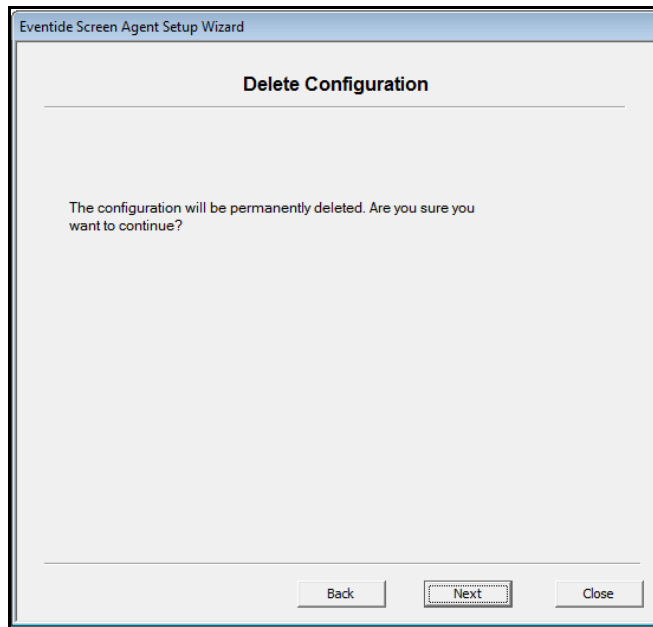 Eventide Screen Agent Setup Wizard
Delete Configuration
The configuration will be permanently deleted. Are you sure you
want to continue?
Back Next Close